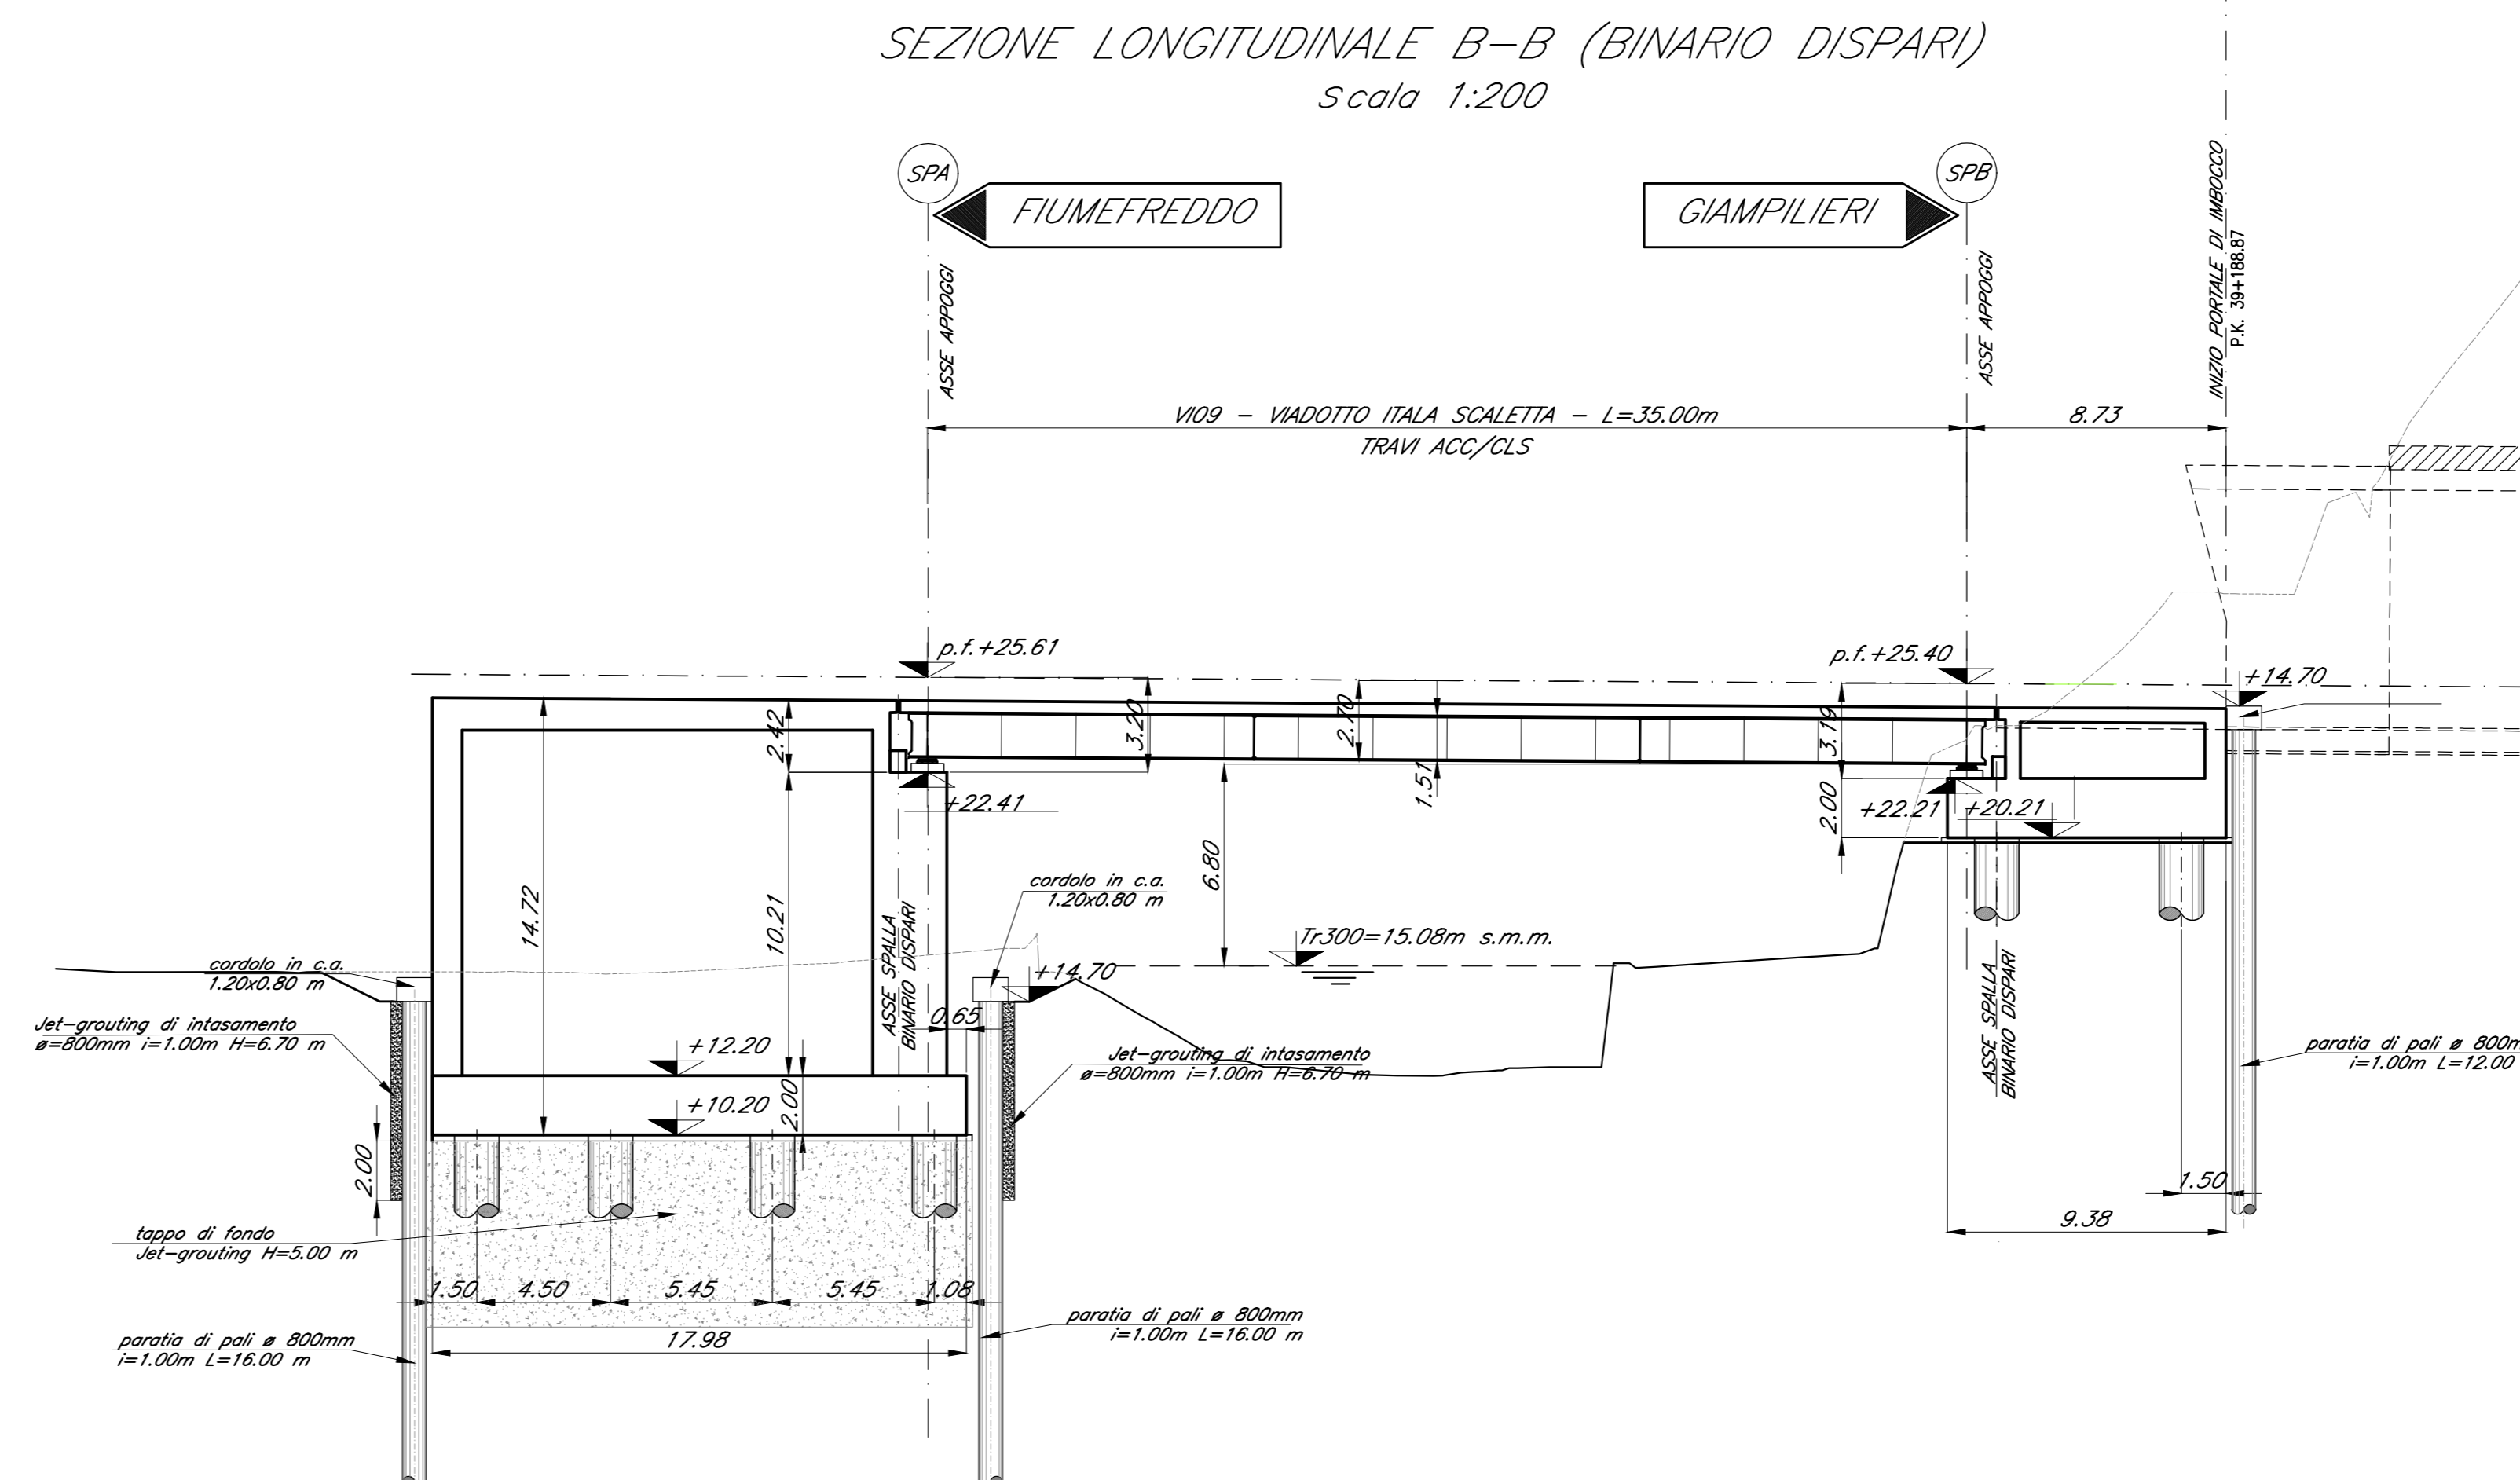 SEZIONE LONGITUDINALE B-B (BINARIO DISPARI)
Scala 1:200
SPA
FIUMEFREDDO
ASSE APPOGGI
GIAMPILIERI
SPB
ASSE APPOGGI
INIZIO PORTALE DI IMBOCCO
P.K. 39+188.87
VI09 - VIADOTTO ITALA SCALETTA - L=35.00m
TRAVI ACC/CLS
8.73
p.f.+25.61
p.f.+25.40
+14.70
2.42
3.20
2.70
1.51
3.19
+22.41
2.00
+22.21
+20.21
6.80
14.72
10.21
ASSE SPALLA
BINARIO DISPARI
cordolo in c.a.
1.20x0.80 m
Tr300=15.08m s.m.m.
cordolo in c.a.
1.20x0.80 m
+14.70
0.65
ASSE SPALLA
BINARIO DISPARI
Jet-grouting di intasamento
ø=800mm i=1.00m H=6.70 m
+12.20
Jet-grouting di intasamento
ø=800mm i=1.00m H=6.70 m
paratia di pali ø 800m
i=1.00m L=12.00
+10.20
2.00
2.00
1.50
9.38
tappo di fondo
Jet-grouting H=5.00 m
1.50
4.50
5.45
5.45
1.08
17.98
paratia di pali ø 800mm
i=1.00m L=16.00 m
paratia di pali ø 800mm
i=1.00m L=16.00 m